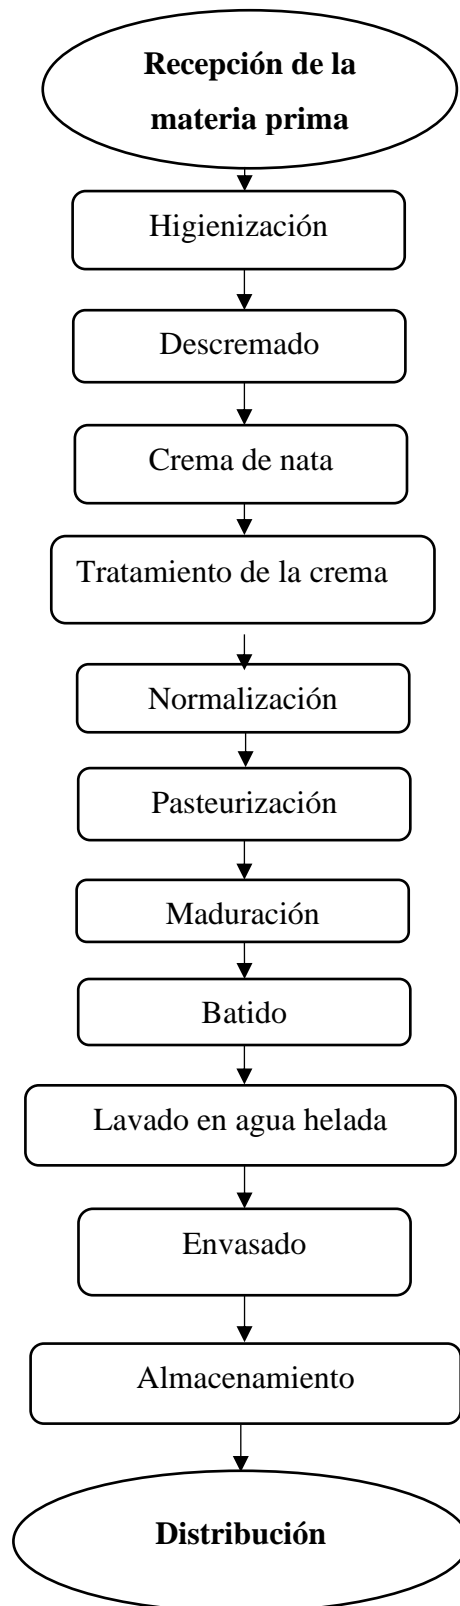 Recepción de la
materia prima
Higienización
Descremado
Crema de nata
Tratamiento de la crema
Normalización
Pasteurización
Maduración
Batido
Lavado en agua helada
Envasado
Almacenamiento
Distribución